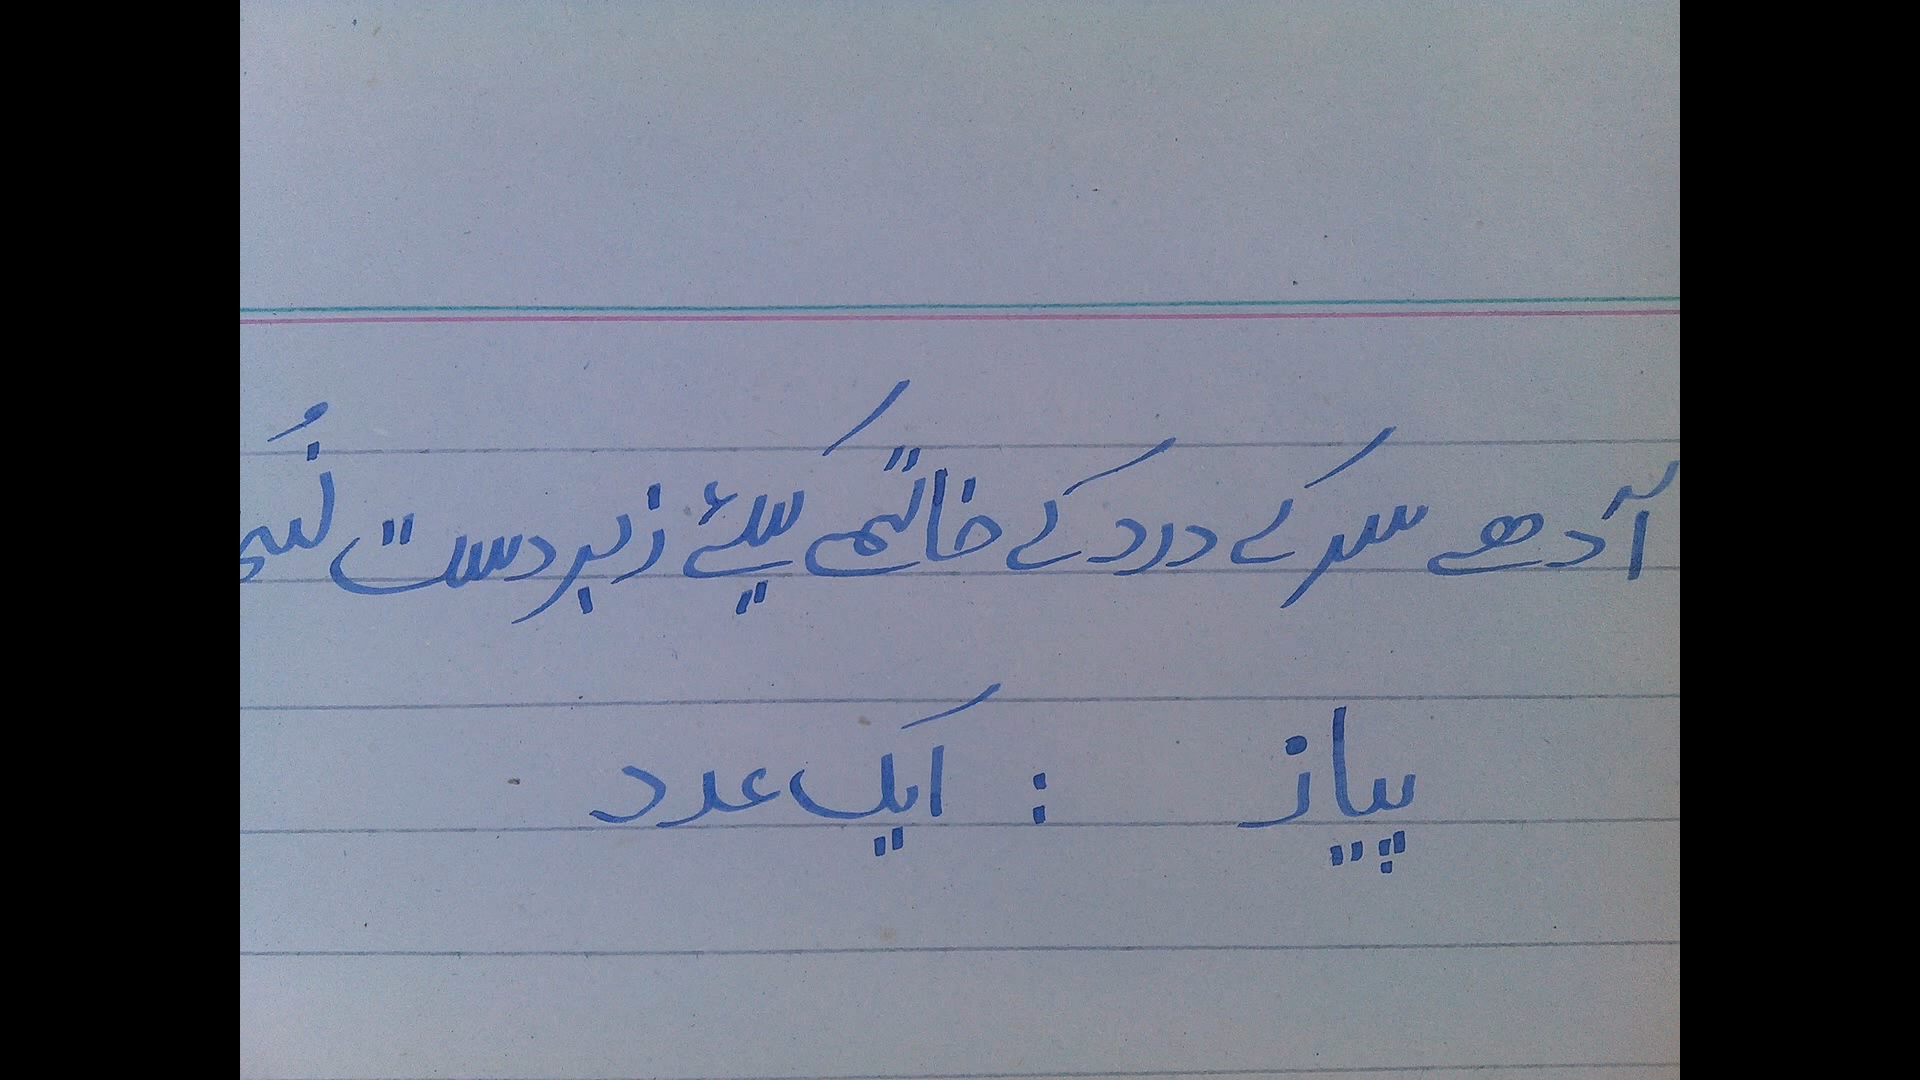 آدھے سر کے درد کے خاتمے کیلئے زبردست
پیاز : ایک عدد